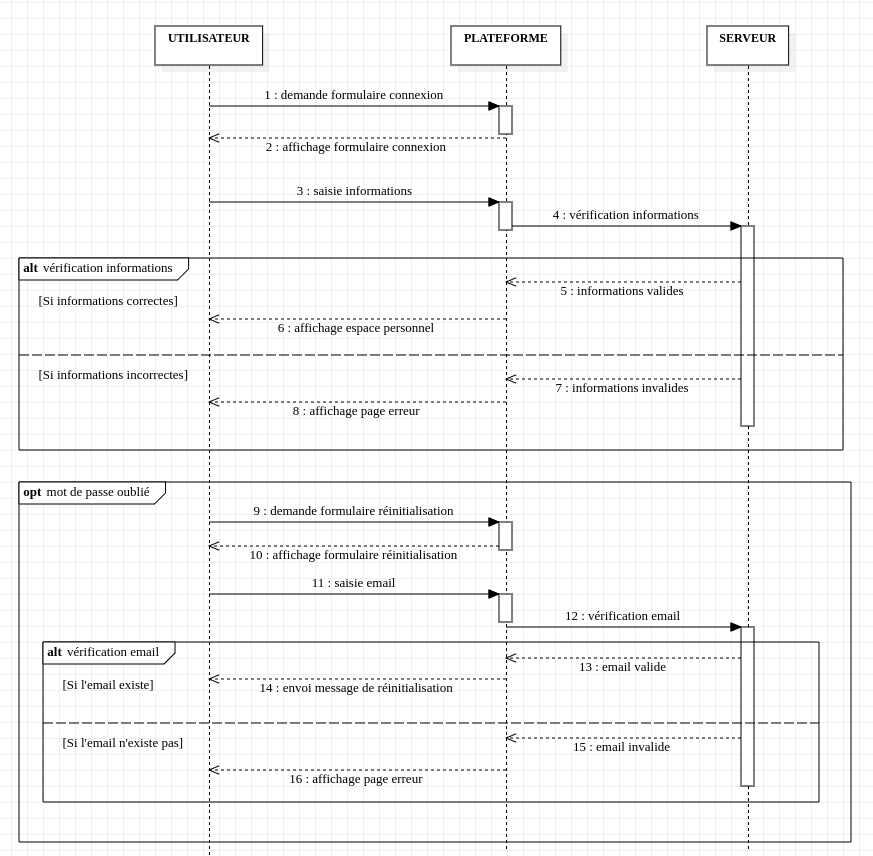 UTILISATEUR
PLATEFORME
SERVEUR
1 : demande formulaire connexion
2 : affichage formulaire connexion
3 : saisie informations
4 : vérification informations
alt vérification informations
5 : informations valides
[Si informations correctes]
6 : affichage espace personnel
[Si informations incorrectes]
7 : informations invalides
8 : affichage page erreur
opt mot de passe oublié
9 : demande formulaire réinitialisation
10 : affichage formulaire réinitialisation
11 : saisie email
12 : vérification email
alt vérification email
13 : email valide
[Si l'email existe]
14 : envoi message de réinitialisation
[Si l'email n'existe pas]
15 : email invalide
16 : affichage page erreur